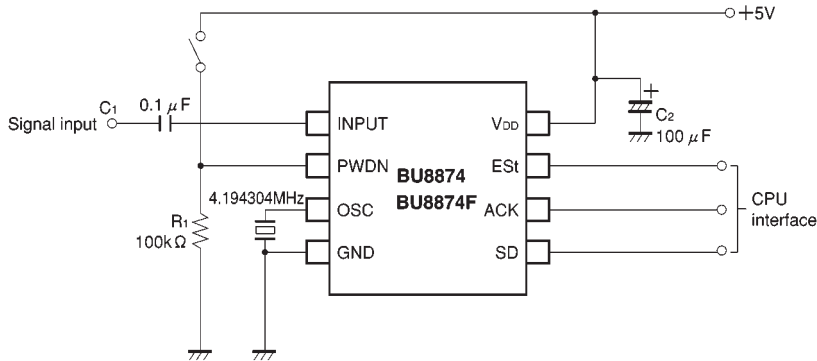 +5V
Signal input
C1
0.1 μF
4.194304MHz
R1
100kΩ
INPUT
PWDN
OSC
GND
BU8874
BU8874F
VDD
ESt
ACK
SD
+
C2
100 μF
CPU
interface